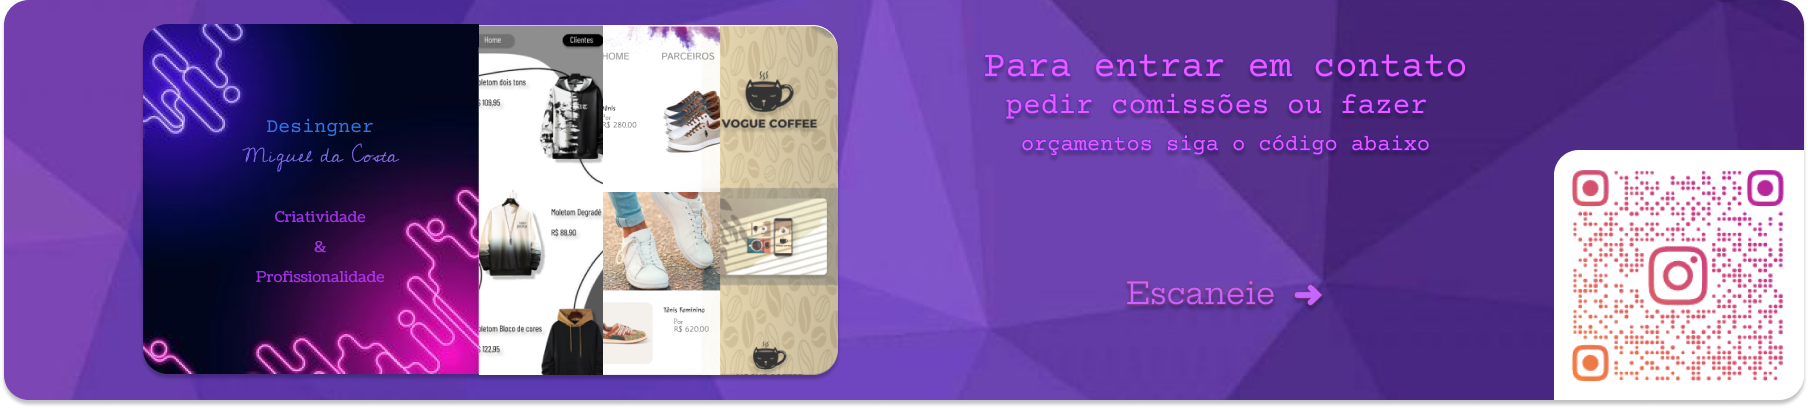 Desingner
Miguel da Costa
Criatividade
&
Profissionalidade
Home
Clientes
Moletom dois tons
$ 109,95
Moletom Degradê
R$ 88,90
Moletom Bloco de cores
$ 122,95
HOME
PARCEIROS
Tênis
Por
R$ 280,00
Tênis Feminino
Por
R$ 620,00
VOGUE COFFEE
Para entrar em contato
pedir comissões ou fazer
orçamentos siga o código abaixo
Escaneie ➜